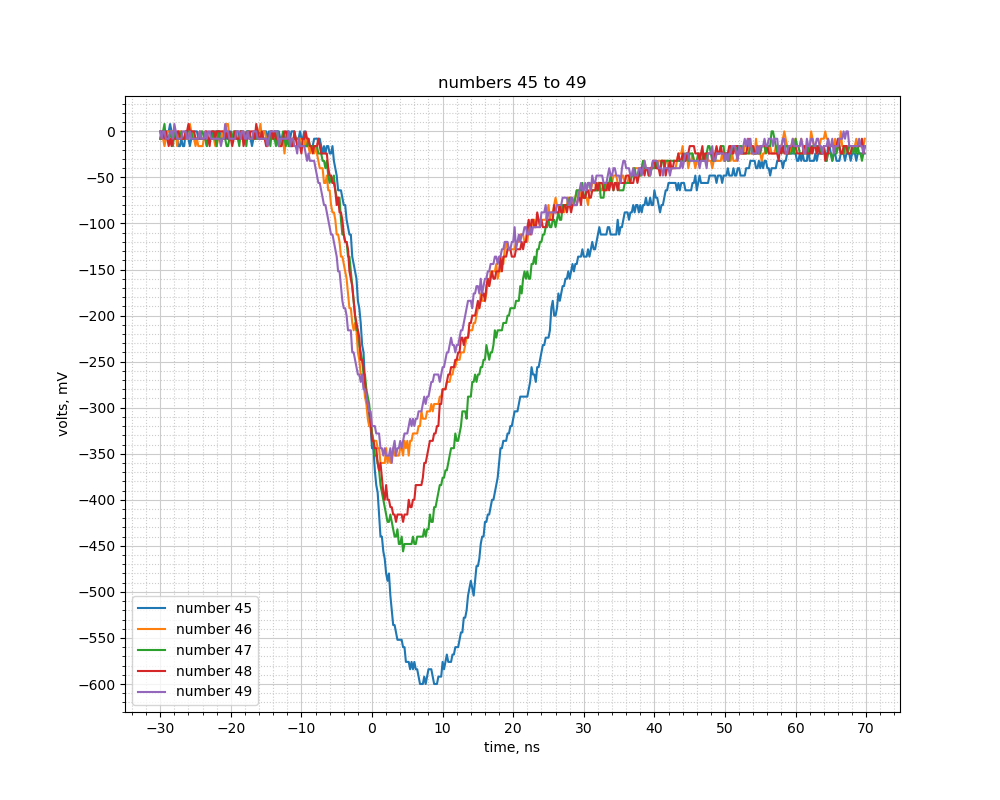 numbers 45 to 49
0
−50
−100
−150
−200
−250
−300
−350
−400
−450
−500
−550
−600
volts, mV
number 45
number 46
number 47
number 48
number 49
−30 −20 −10 0 10 20 30 40 50 60 70
time, ns